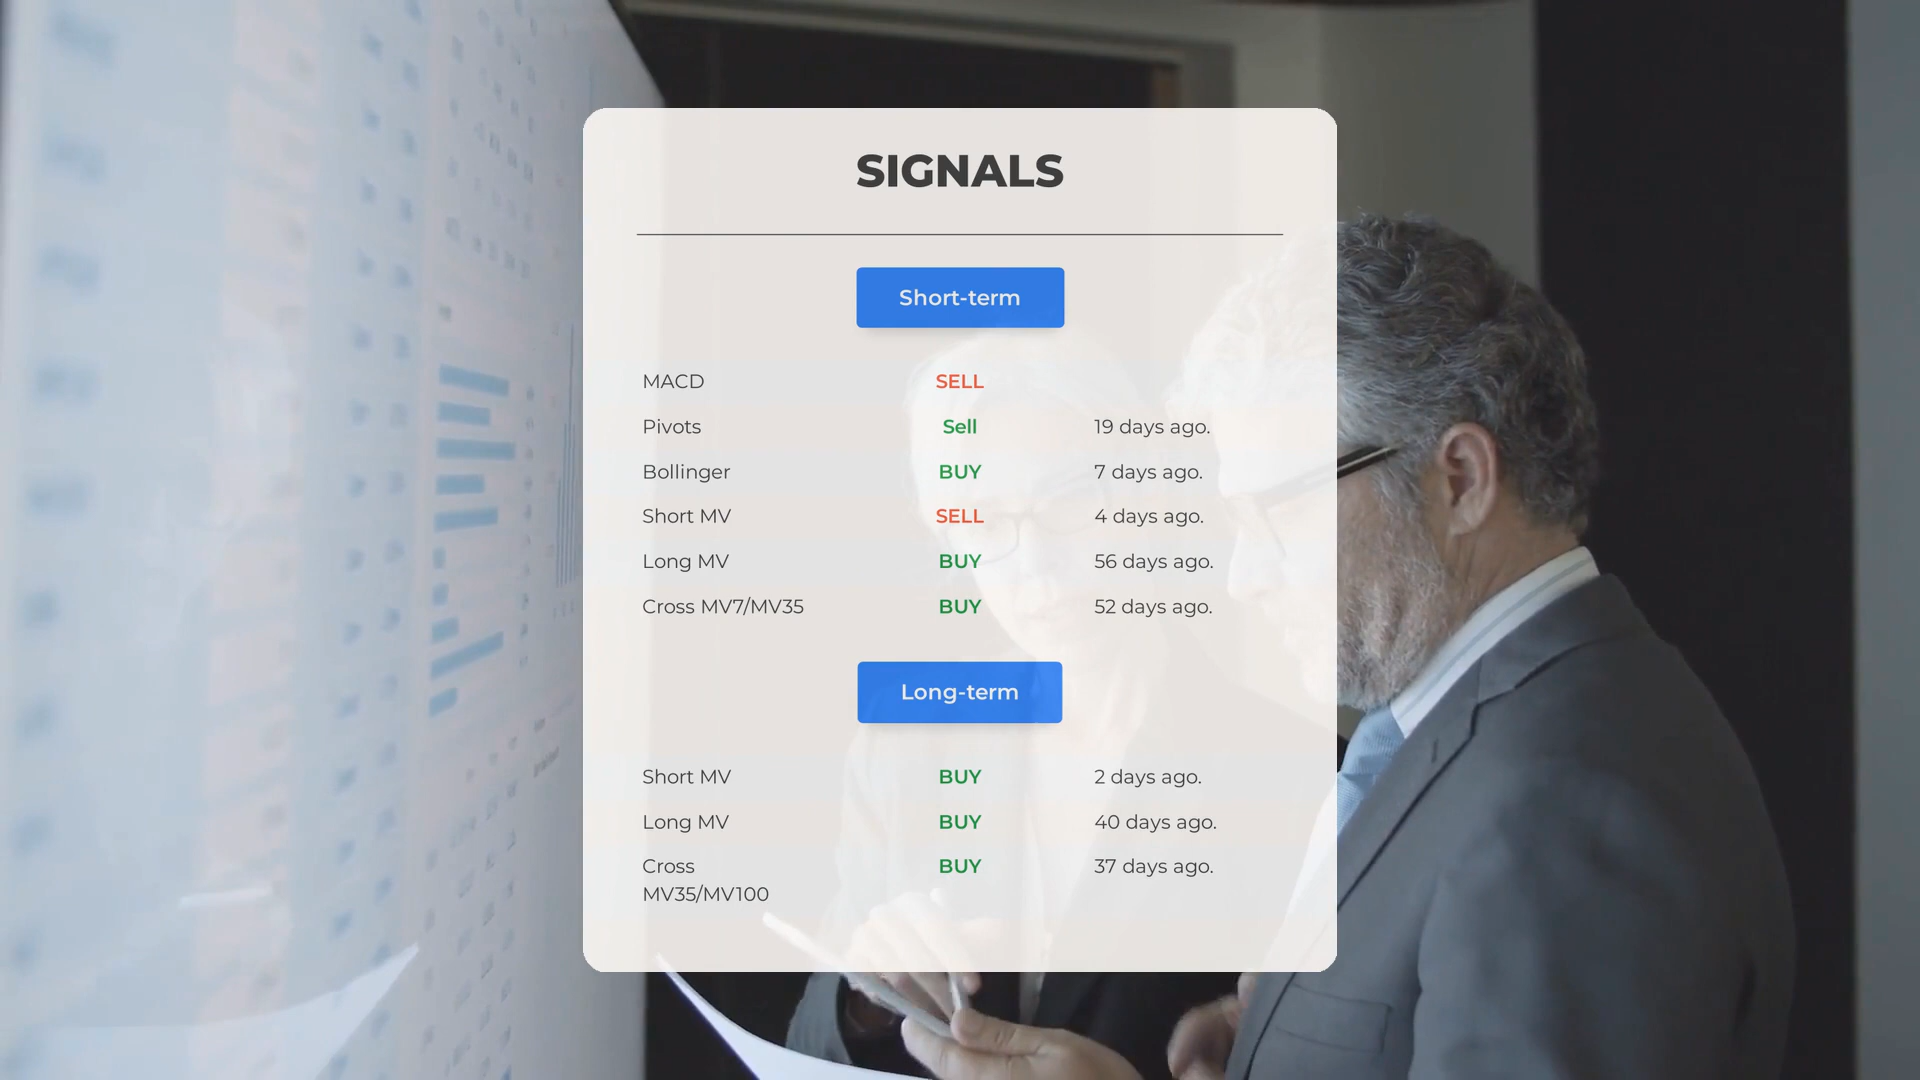 SIGNALS
Short-term
MACD SELL
Pivots Sell 19 days ago.
Bollinger BUY 7 days ago.
Short MV SELL 4 days ago.
Long MV BUY 56 days ago.
Cross MV7/MV35 BUY 52 days ago.
Long-term
Short MV BUY 2 days ago.
Long MV BUY 40 days ago.
Cross BUY 37 days ago.
MV35/MV100